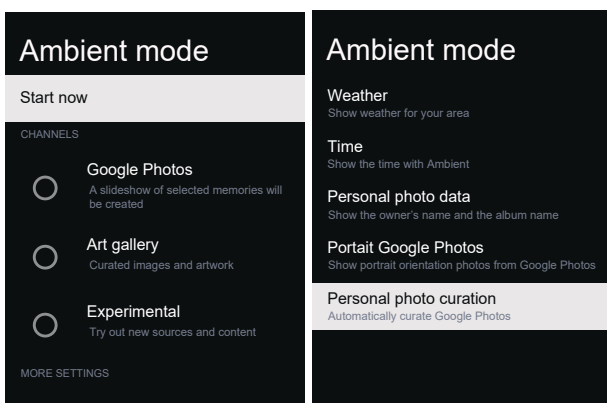 Ambient mode
Start now
CHANNELS
Google Photos
A slideshow of selected memories will
be created
Art gallery
Curated images and artwork
Experimental
Try out new sources and content
MORE SETTINGS
Ambient mode
Weather
Show weather for your area
Time
Show the time with Ambient
Personal photo data
Show the owner's name and the album name
Portait Google Photos
Show portrait orientation photos from Google Photos
Personal photo curation
Automatically curate Google Photos